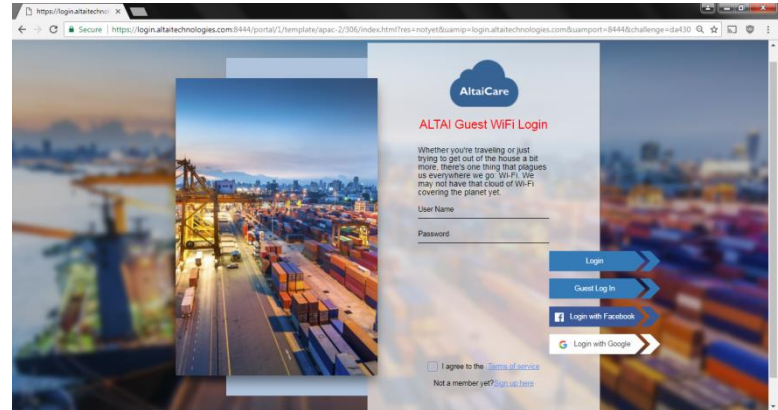 https://login.altaitechnol
Secure | https://login.altaitechnologies.com:8444/portal/1/template/apac-2/306/index.html?res=notyet&uamip=login.altaitechnologies.com&uamport=8444&challenge=da430
AltaiCare
ALTAI Guest WiFi Login
Whether you're traveling or just
trying to get out of the house a bit
more, there's one thing that plagues
us everywhere we go: Wi-Fi. We
may not have that cloud of Wi-Fi
covering the planet yet.
User Name
Password
Login
Guest Log In
Login with Facebook
G Login with Google
I agree to the Terms of service
Not a member yet?Sign up here